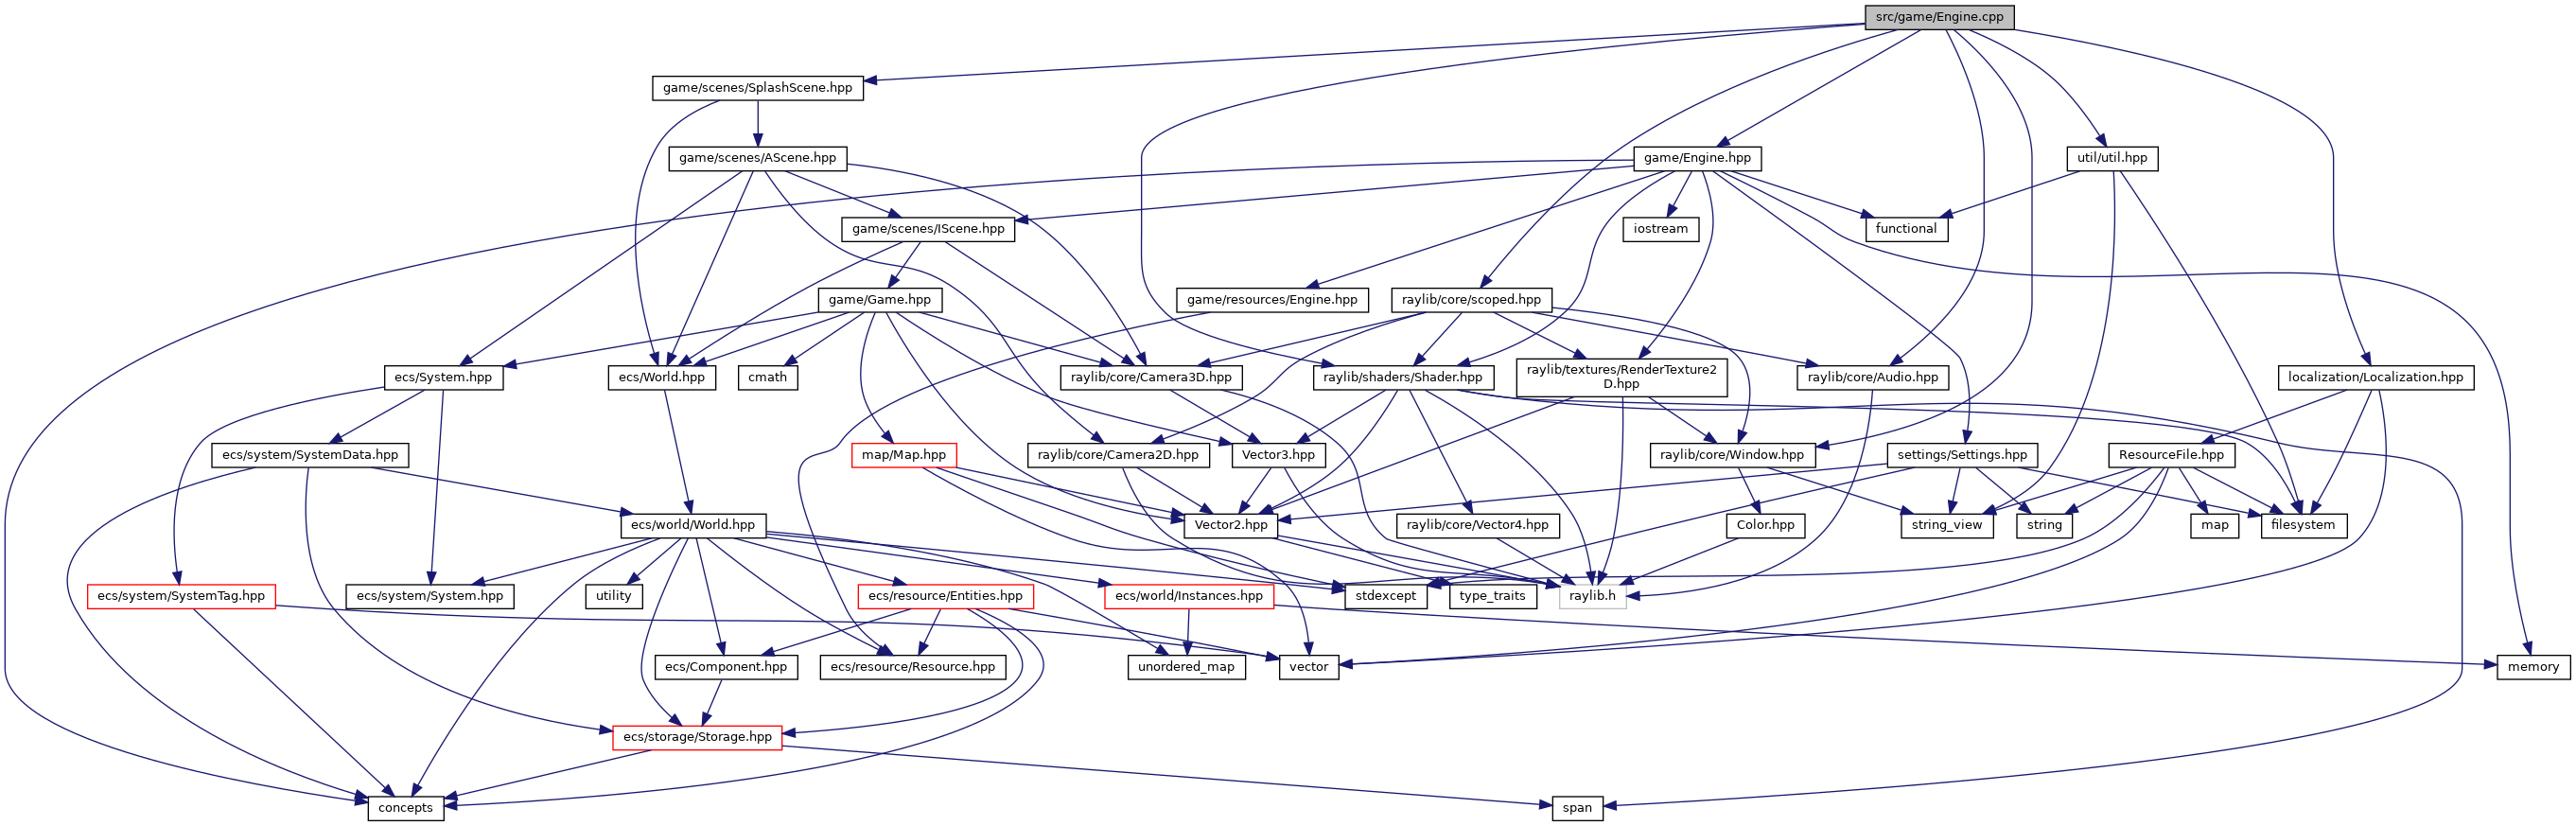 src/game/Engine.cpp
game/scenes/SplashScene.hpp
game/scenes/AScene.hpp
game/Engine.hpp
util/util.hpp
game/scenes/IScene.hpp
iostream
functional
game/Game.hpp
game/resources/Engine.hpp
raylib/core/scoped.hpp
ecs/System.hpp
ecs/World.hpp
cmath
raylib/core/Camera3D.hpp
raylib/shaders/Shader.hpp
raylib/textures/RenderTexture2
D.hpp
raylib/core/Audio.hpp
localization/Localization.hpp
ecs/system/SystemData.hpp
map/Map.hpp
raylib/core/Camera2D.hpp
Vector3.hpp
raylib/core/Window.hpp
settings/Settings.hpp
ResourceFile.hpp
ecs/world/World.hpp
Vector2.hpp
raylib/core/Vector4.hpp
Color.hpp
string_view
string
map
filesystem
ecs/system/SystemTag.hpp
ecs/system/System.hpp
utility
ecs/resource/Entities.hpp
ecs/world/Instances.hpp
stdexcept
type_traits
raylib.h
ecs/Component.hpp
ecs/resource/Resource.hpp
unordered_map
vector
memory
ecs/storage/Storage.hpp
concepts
span